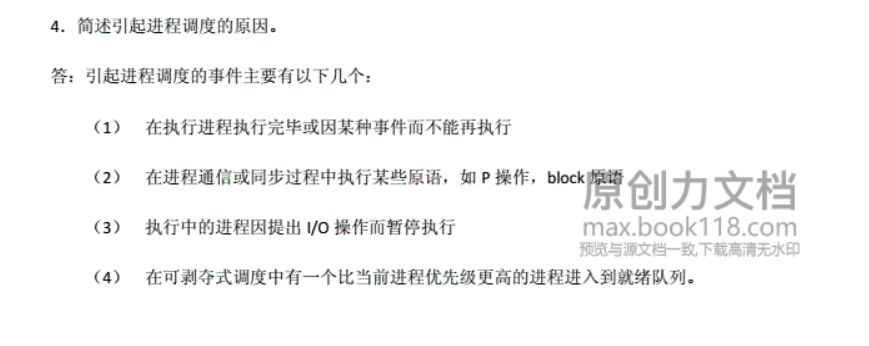 4．简述引起进程调度的原因。
答：引起进程调度的事件主要有以下几个：
（1） 在执行进程执行完毕或因某种事件而不能再执行
（2） 在进程通信或同步过程中执行某些原语，如 P 操作，block 原语
（3） 执行中的进程因提出 I/O 操作而暂停执行
（4） 在可剥夺式调度中有一个比当前进程优先级更高的进程进入到就绪队列。
原创力文档
max.book118.com
预览与源文档一致,下载高清无水印